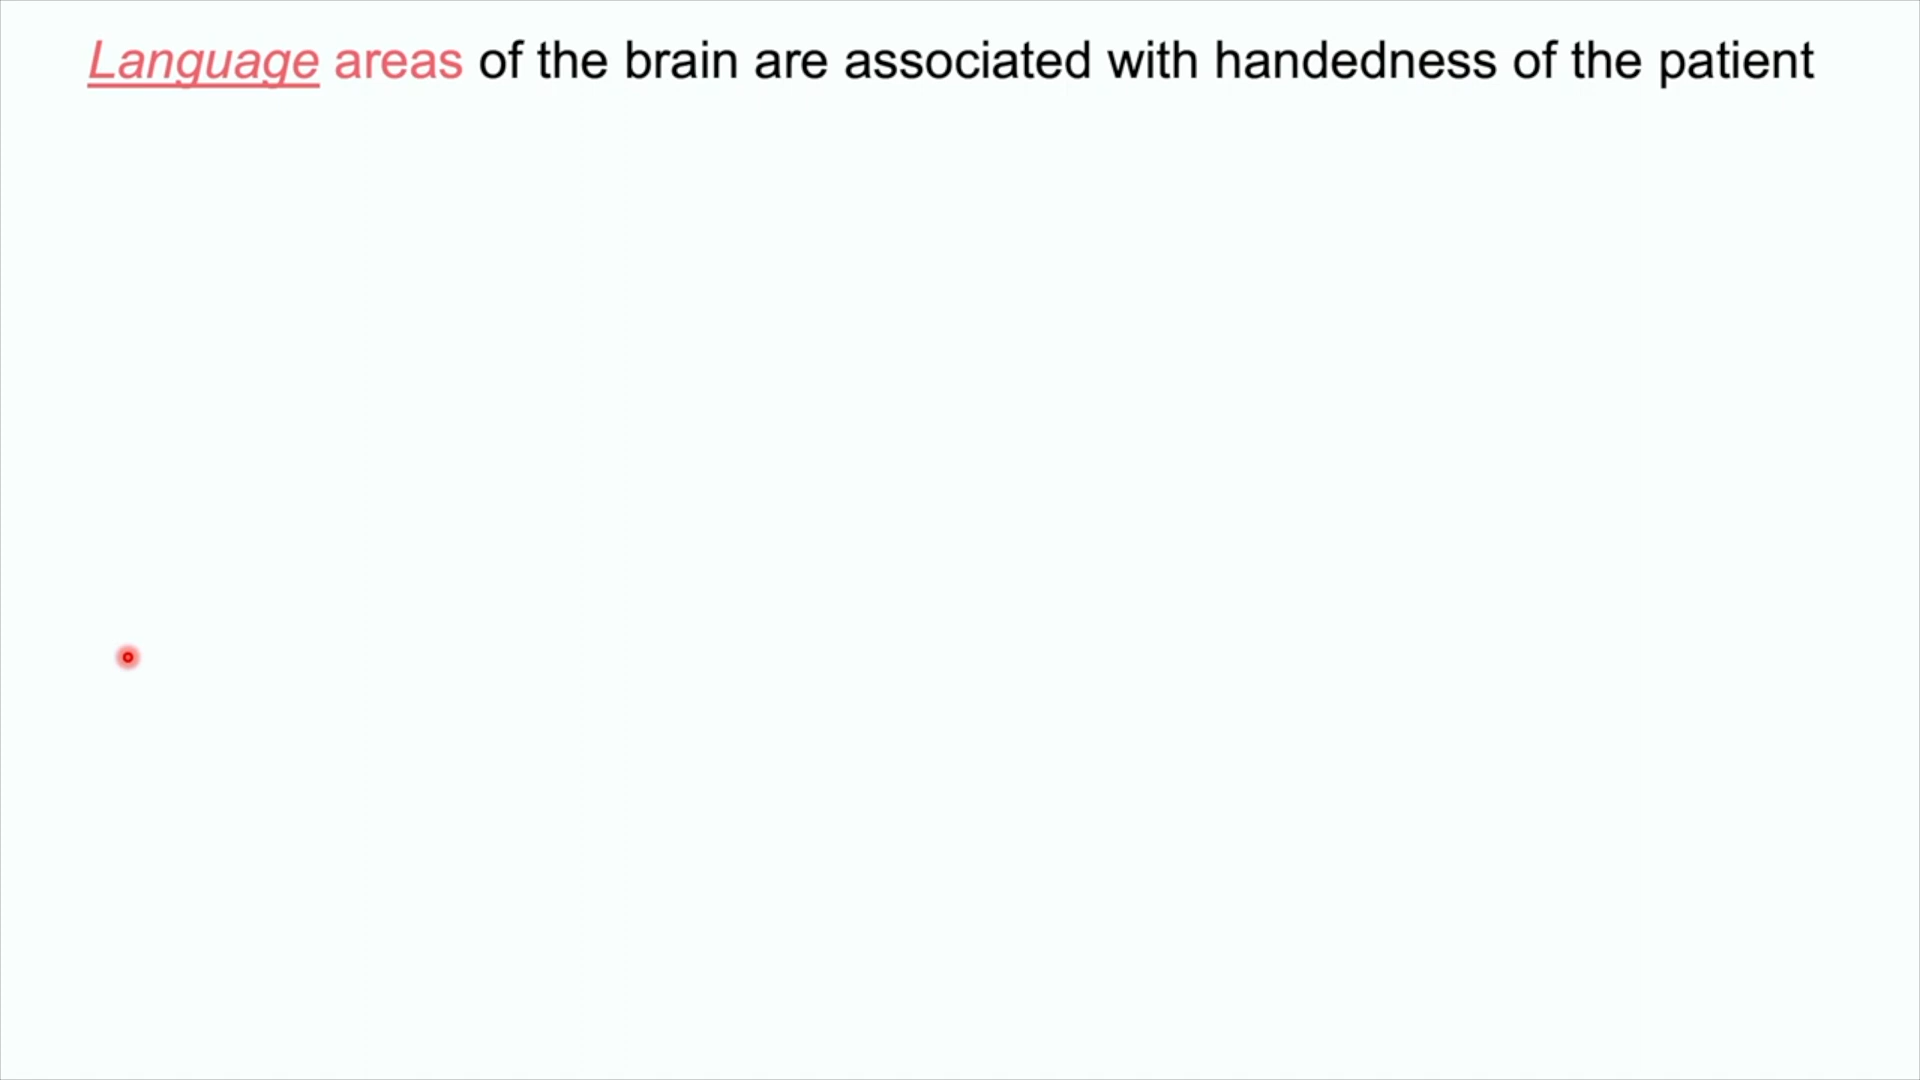 Language areas of the brain are associated with handedness of the patient